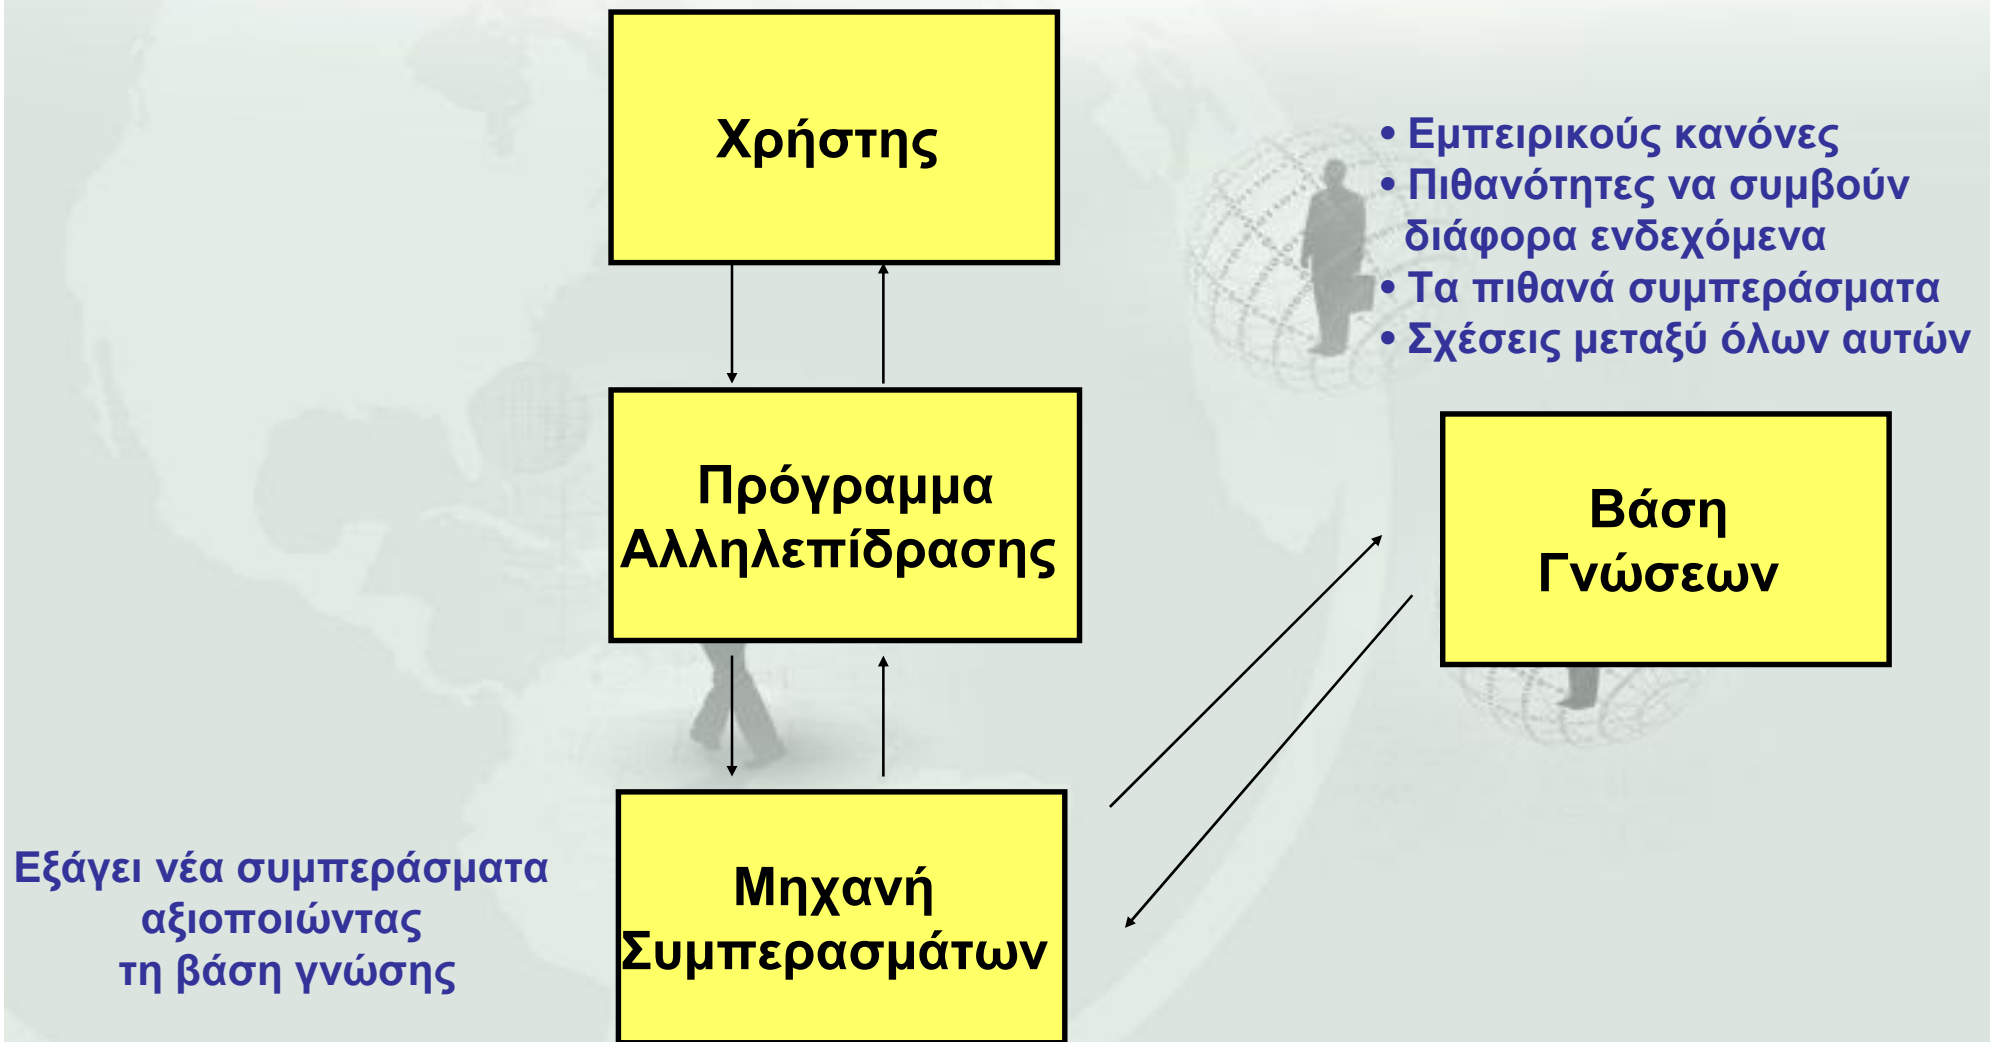 Χρήστης
• Εμπειρικούς κανόνες
• Πιθανότητες να συμβούν
διάφορα ενδεχόμενα
• Τα πιθανά συμπεράσματα
• Σχέσεις μεταξύ όλων αυτών
Πρόγραμμα
Αλληλεπίδρασης
Βάση
Γνώσεων
Εξάγει νέα συμπεράσματα
αξιοποιώντας
τη βάση γνώσης
Μηχανή
Συμπερασμάτων